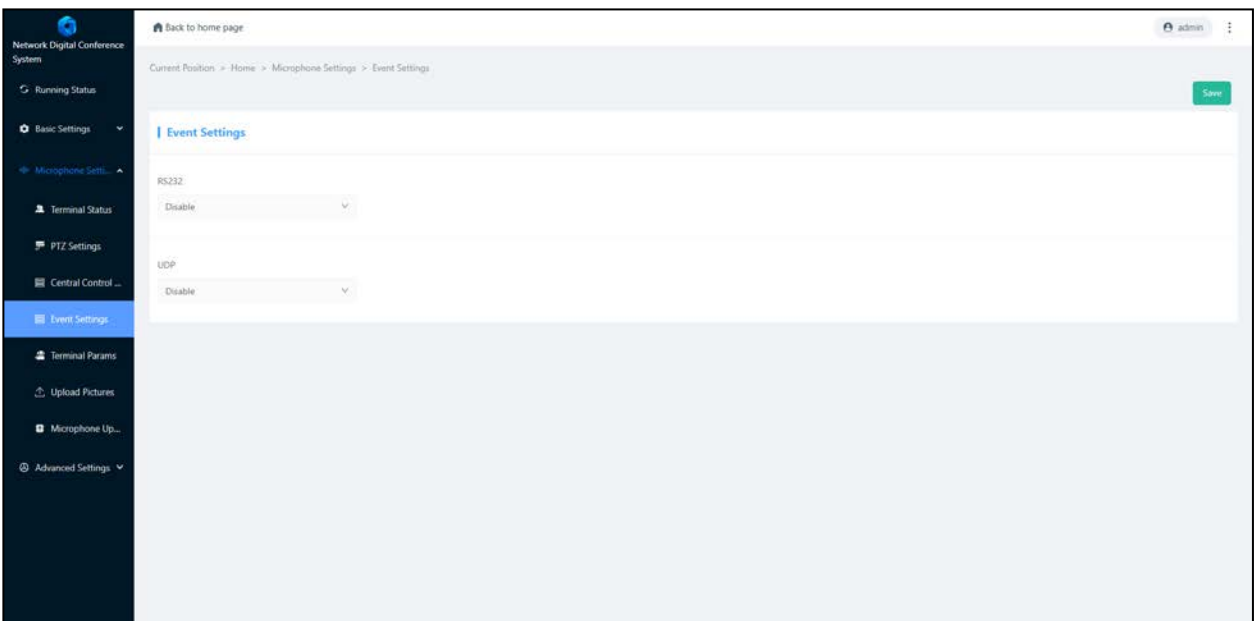 Network Digital Conference
System
Back to home page
admin
Current Position > Home > Microphone Settings > Event Settings
Save
Running Status
Basic Settings
Microphone Setti...
Terminal Status
PTZ Settings
Central Control ...
Event Settings
Terminal Params
Upload Pictures
Microphone Up...
Advanced Settings
Event Settings
RS232
Disable
UDP
Disable